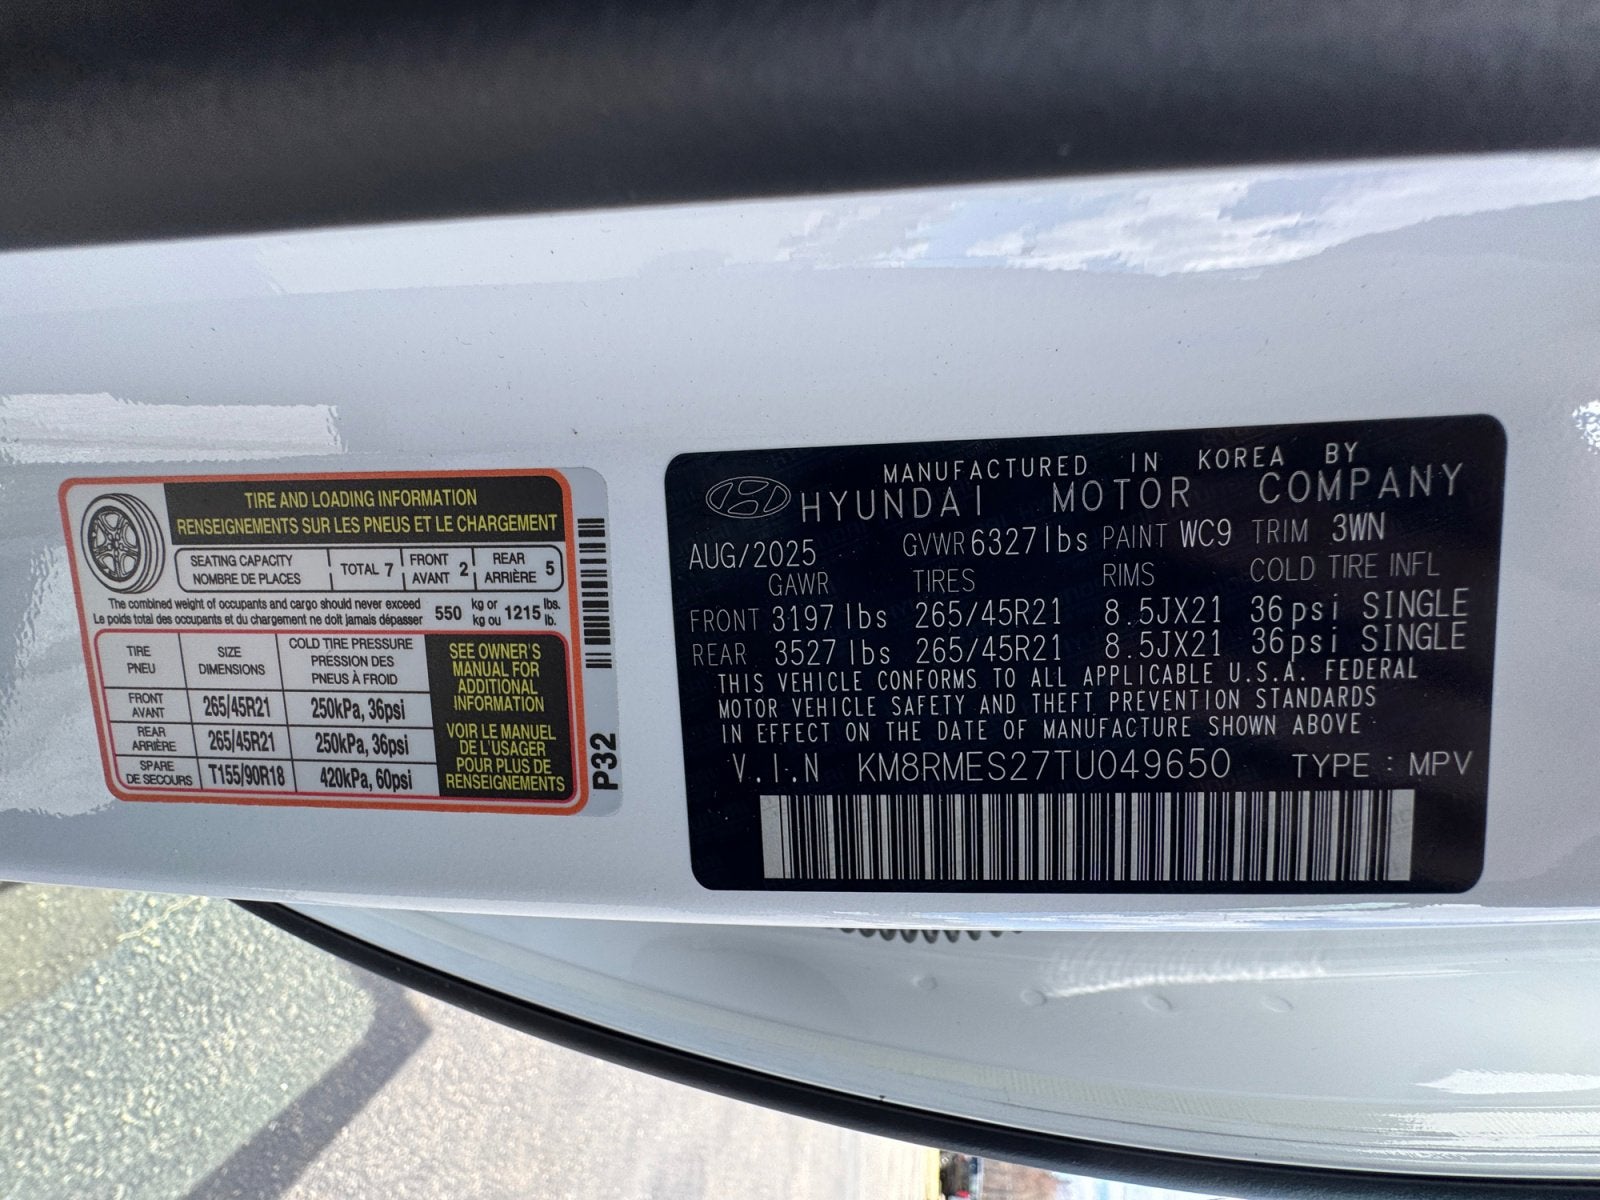 TIRE AND LOADING INFORMATION
RENSEIGNEMENTS SUR LES PNEUS ET LE CHARGEMENT
SEATING CAPACITY
NOMBRE DE PLACES
TOTAL 7
FRONT
AVANT 2
REAR
ARRIÈRE 5
The combined weight of occupants and cargo should never exceed
Le poids total des occupants et du chargement ne doit jamais dépasser
550 kg or
kg ou 1215 lbs.
lb.
TIRE
PNEU
SIZE
DIMENSIONS
COLD TIRE PRESSURE
PRESSION DES
PNEUS À FROID
FRONT
AVANT
265/45R21
250kPa, 36psi
REAR
ARRIÈRE
265/45R21
250kPa, 36psi
SPARE
DE SECOURS
T155/90R18
420kPa, 60psi
SEE OWNER'S
MANUAL FOR
ADDITIONAL
INFORMATION
VOIR LE MANUEL
DE L'USAGER
POUR PLUS DE
RENSEIGNEMENTS
P32
MANUFACTURED IN KOREA BY
HYUNDAI MOTOR COMPANY
AUG/2025 GVWR 6327lbs PAINT WC9 TRIM 3WN
GAWR TIRES RIMS COLD TIRE INFL
FRONT 3197 lbs 265/45R21 8.5JX21 36psi SINGLE
REAR 3527 lbs 265/45R21 8.5JX21 36psi SINGLE
THIS VEHICLE CONFORMS TO ALL APPLICABLE U.S.A. FEDERAL
MOTOR VEHICLE SAFETY AND THEFT PREVENTION STANDARDS
IN EFFECT ON THE DATE OF MANUFACTURE SHOWN ABOVE
V.I.N KM8RMES27TU049650 TYPE : MPV